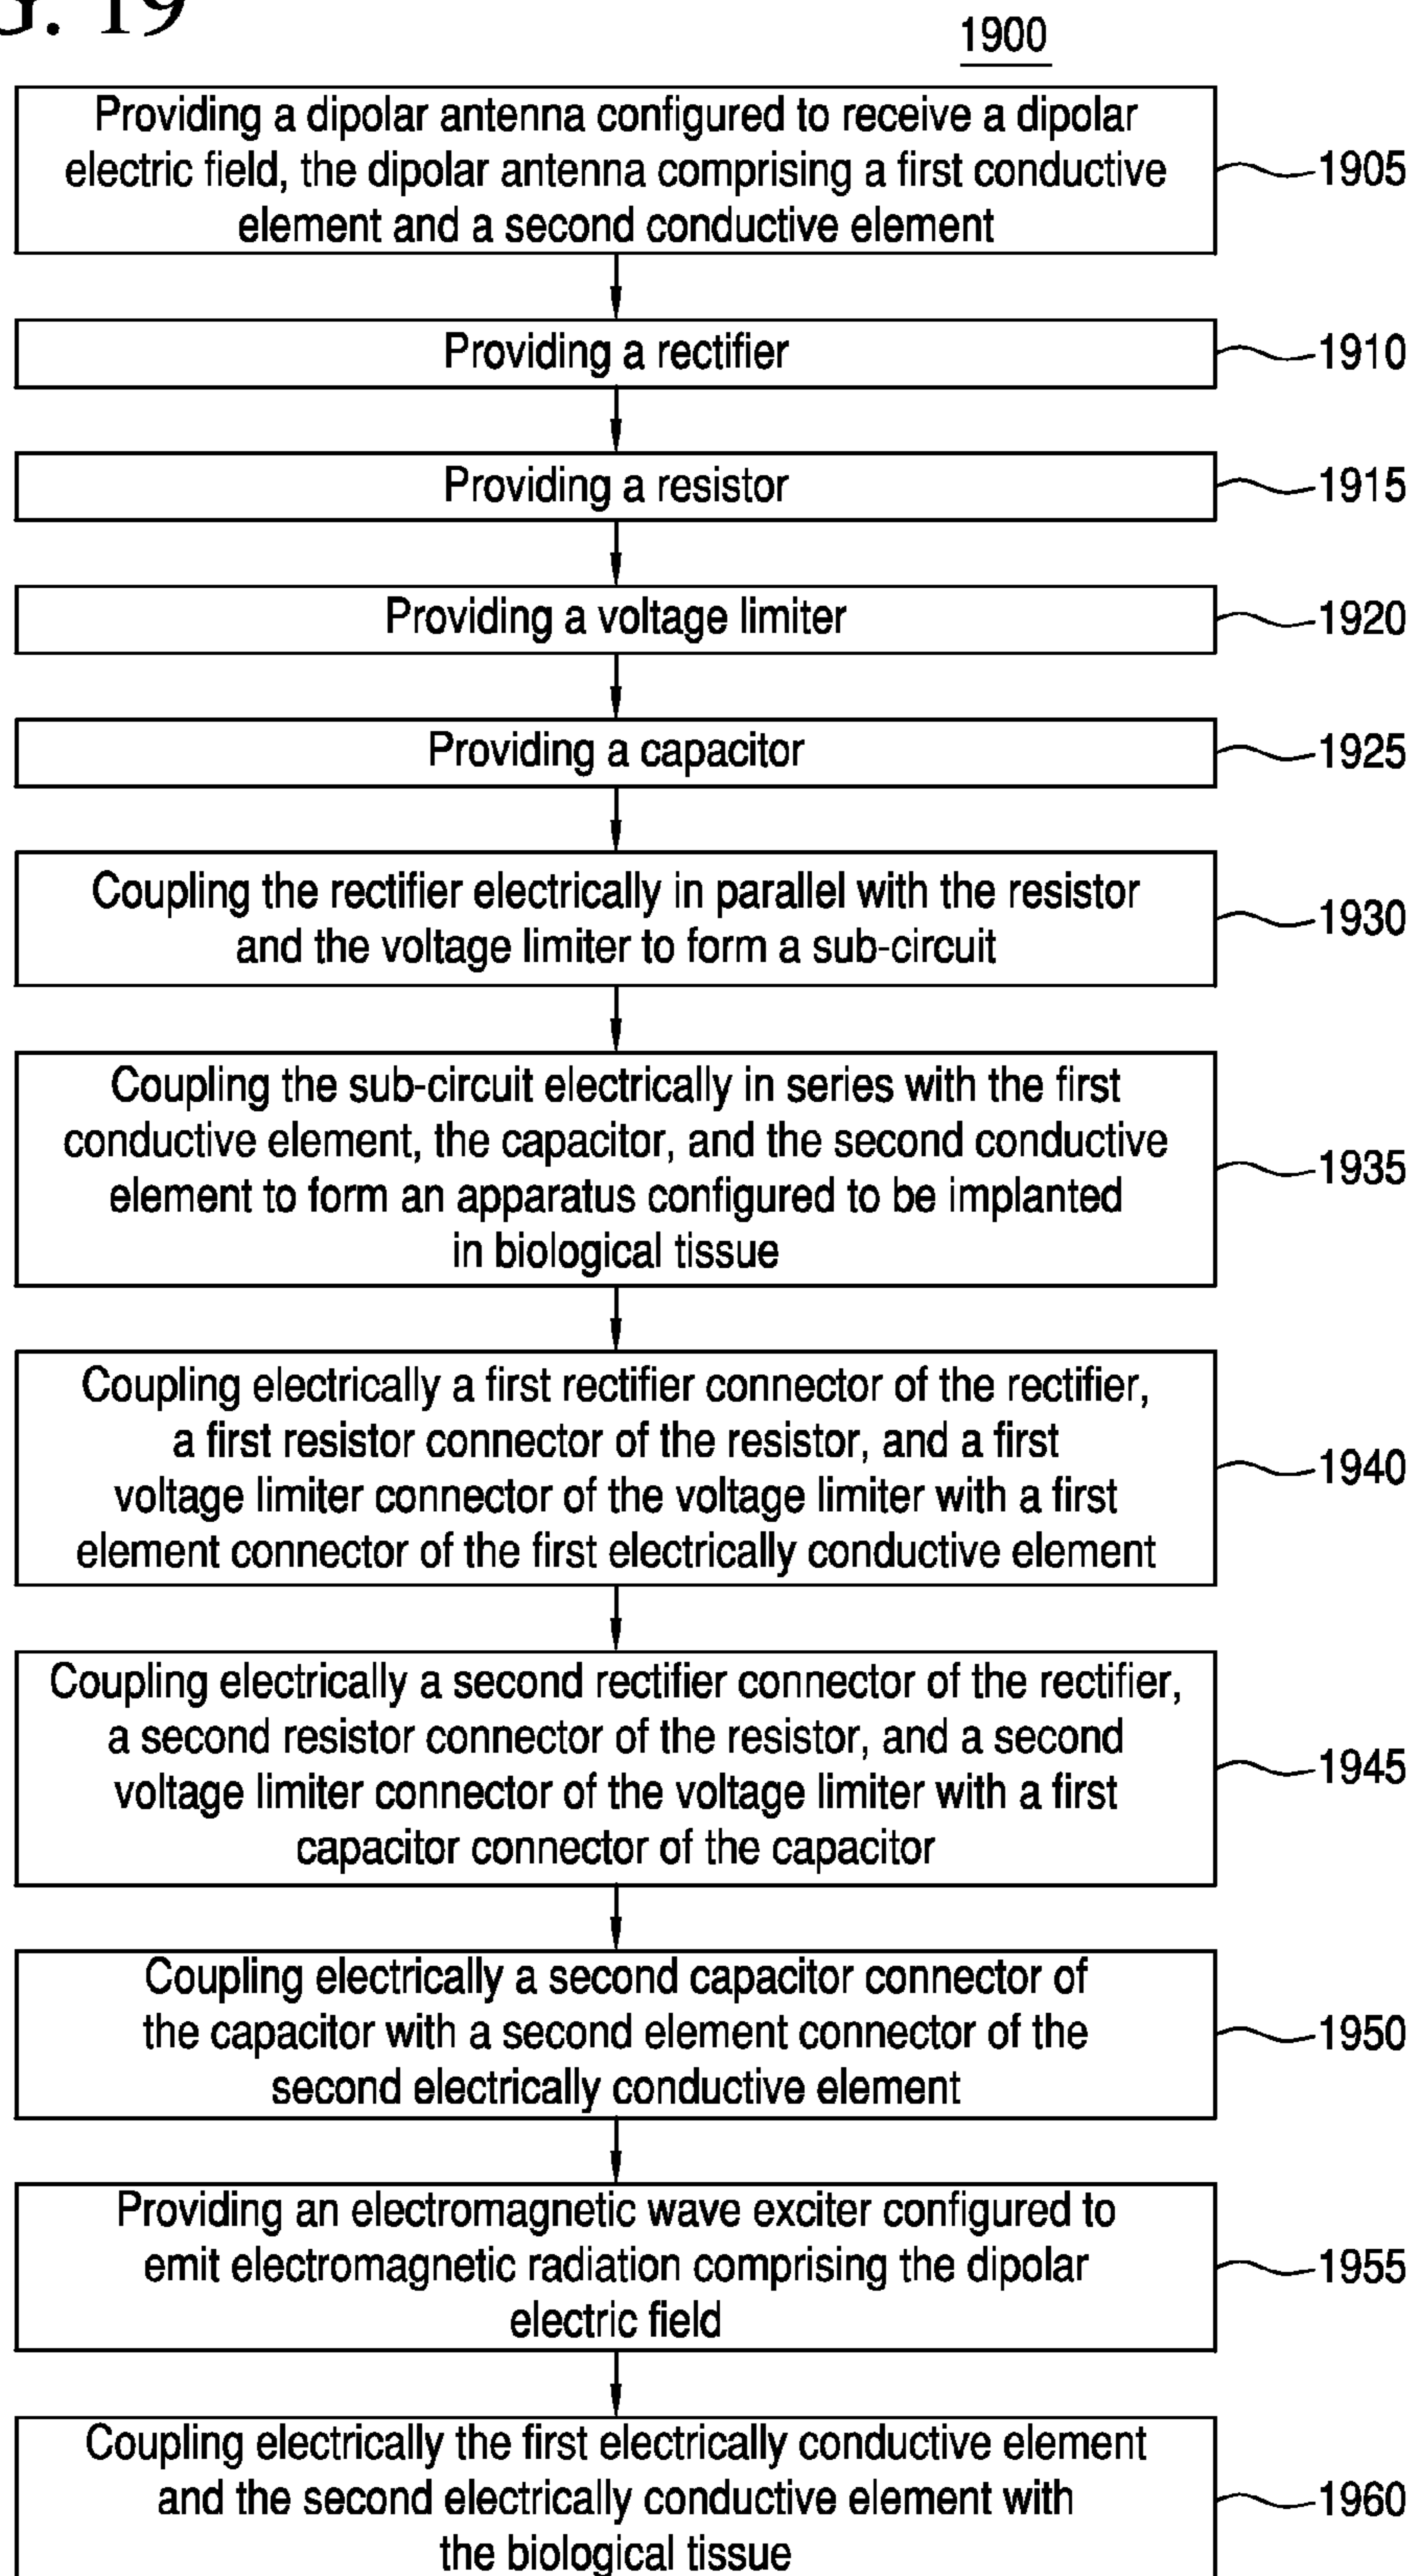 G. 19
1900
Providing a dipolar antenna configured to receive a dipolar
electric field, the dipolar antenna comprising a first conductive
element and a second conductive element
1905
Providing a rectifier
1910
Providing a resistor
1915
Providing a voltage limiter
1920
Providing a capacitor
1925
Coupling the rectifier electrically in parallel with the resistor
and the voltage limiter to form a sub-circuit
1930
Coupling the sub-circuit electrically in series with the first
conductive element, the capacitor, and the second conductive
element to form an apparatus configured to be implanted
in biological tissue
1935
Coupling electrically a first rectifier connector of the rectifier,
a first resistor connector of the resistor, and a first
voltage limiter connector of the voltage limiter with a first
element connector of the first electrically conductive element
1940
Coupling electrically a second rectifier connector of the rectifier,
a second resistor connector of the resistor, and a second
voltage limiter connector of the voltage limiter with a first
capacitor connector of the capacitor
1945
Coupling electrically a second capacitor connector of
the capacitor with a second element connector of the
second electrically conductive element
1950
Providing an electromagnetic wave exciter configured to
emit electromagnetic radiation comprising the dipolar
electric field
1955
Coupling electrically the first electrically conductive element
and the second electrically conductive element with
the biological tissue
1960